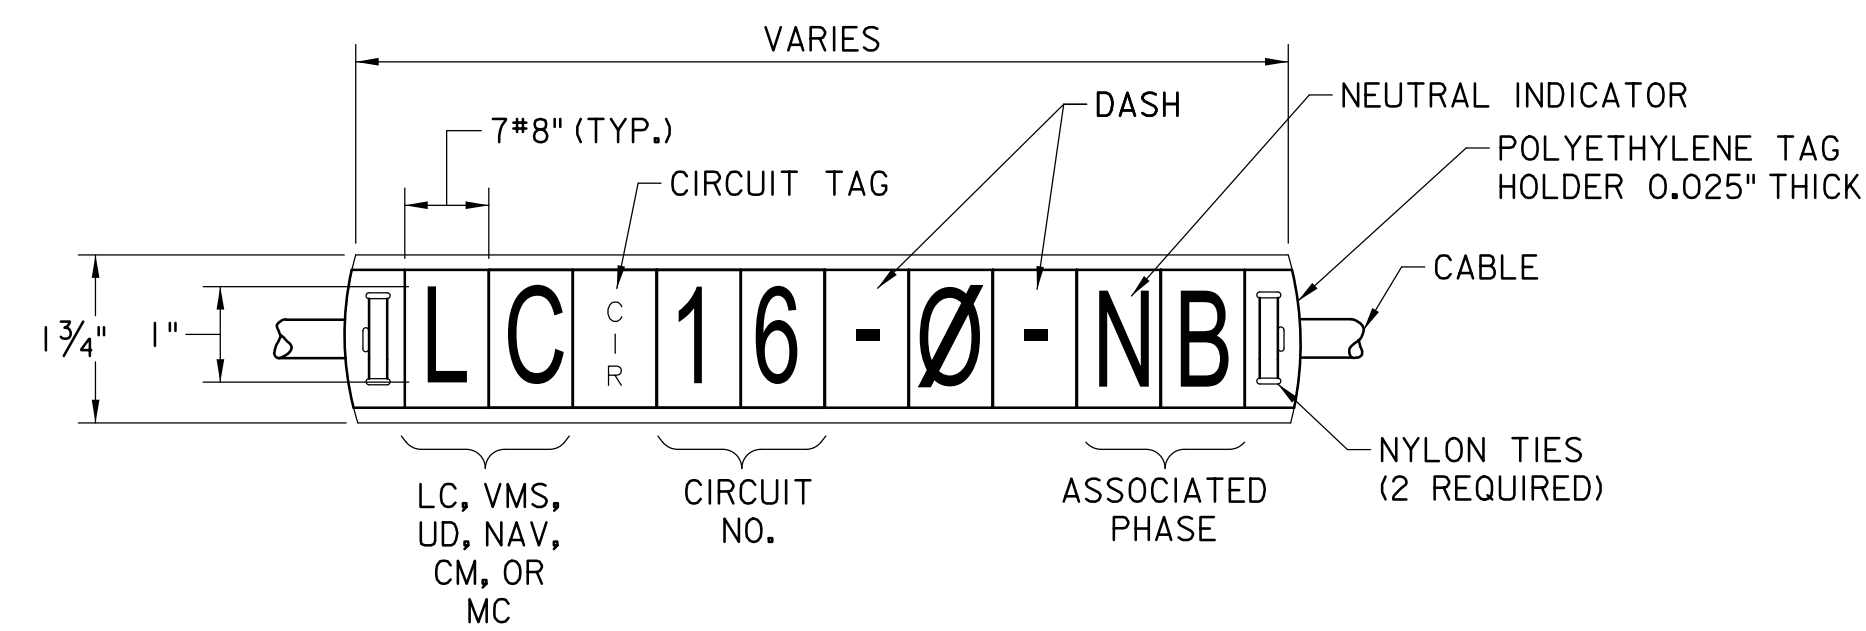 VARIES
DASH
NEUTRAL INDICATOR
7#8" (TYP.)
POLYETHYLENE TAG
HOLDER 0.025" THICK
CIRCUIT TAG
CABLE
1 3/4"
1"
LC CIR 16-Ø-NB
LC, VMS,
UD, NAV,
CM, OR
MC
CIRCUIT
NO.
ASSOCIATED
PHASE
NYLON TIES
(2 REQUIRED)